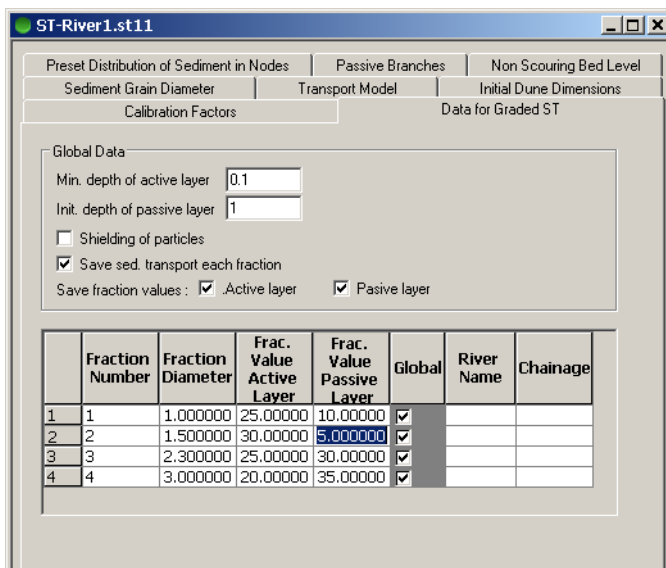 ST-River1.st11
Preset Distribution of Sediment in Nodes Passive Branches Non Scouring Bed Level
Sediment Grain Diameter Transport Model Initial Dune Dimensions
Calibration Factors Data for Graded ST
Global Data
Min. depth of active layer 0.1
Init. depth of passive layer 1
Shielding of particles
Save sed. transport each fraction
Save fraction values : .Active layer Pasive layer
Fraction Number Fraction Diameter Frac. Value Active Layer Frac. Value Passive Layer Global River Name Chainage
1 1 1.000000 25.00000 10.00000
2 2 1.500000 30.00000 5.000000
3 3 2.300000 25.00000 30.00000
4 4 3.000000 20.00000 35.00000